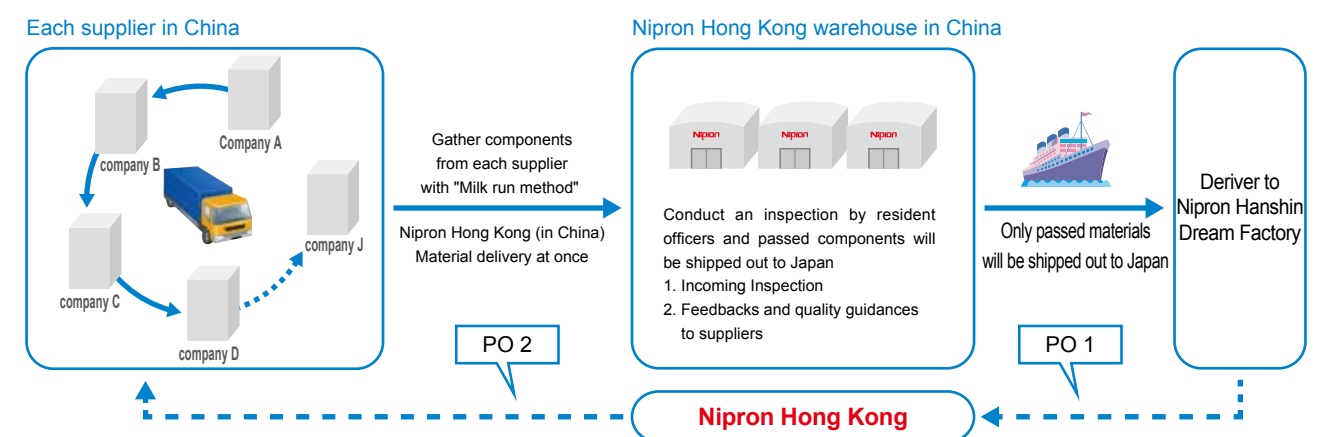 Each supplier in China
Company A
company B
company C
company D
company J
Gather components
from each supplier
with "Milk run method"
Nipron Hong Kong (in China)
Material delivery at once
Nipron Hong Kong warehouse in China
Nipron
Nipron
Nipron
Conduct an inspection by resident
officers and passed components will
be shipped out to Japan
1. Incoming Inspection
2. Feedbacks and quality guidances
to suppliers
Only passed materials
will be shipped out to Japan
Deriver to
Nipron Hanshin
Dream Factory
PO 2
PO 1
Nipron Hong Kong